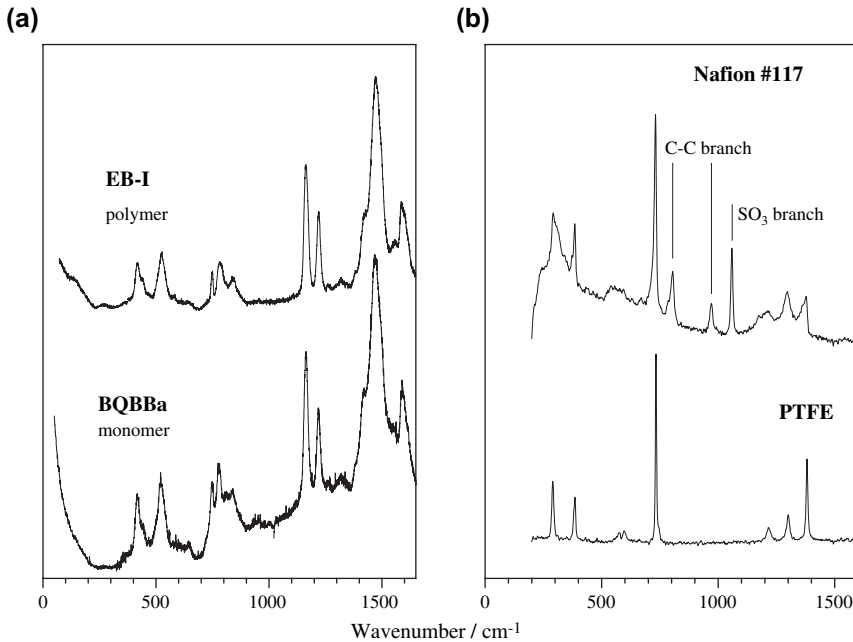 (a)
(b)
EB-I
polymer
BQBBa
monomer
Nafion #117
C-C branch
SO3 branch
PTFE
0 500 1000 1500
0 500 1000 1500
Wavenumber / cm-1